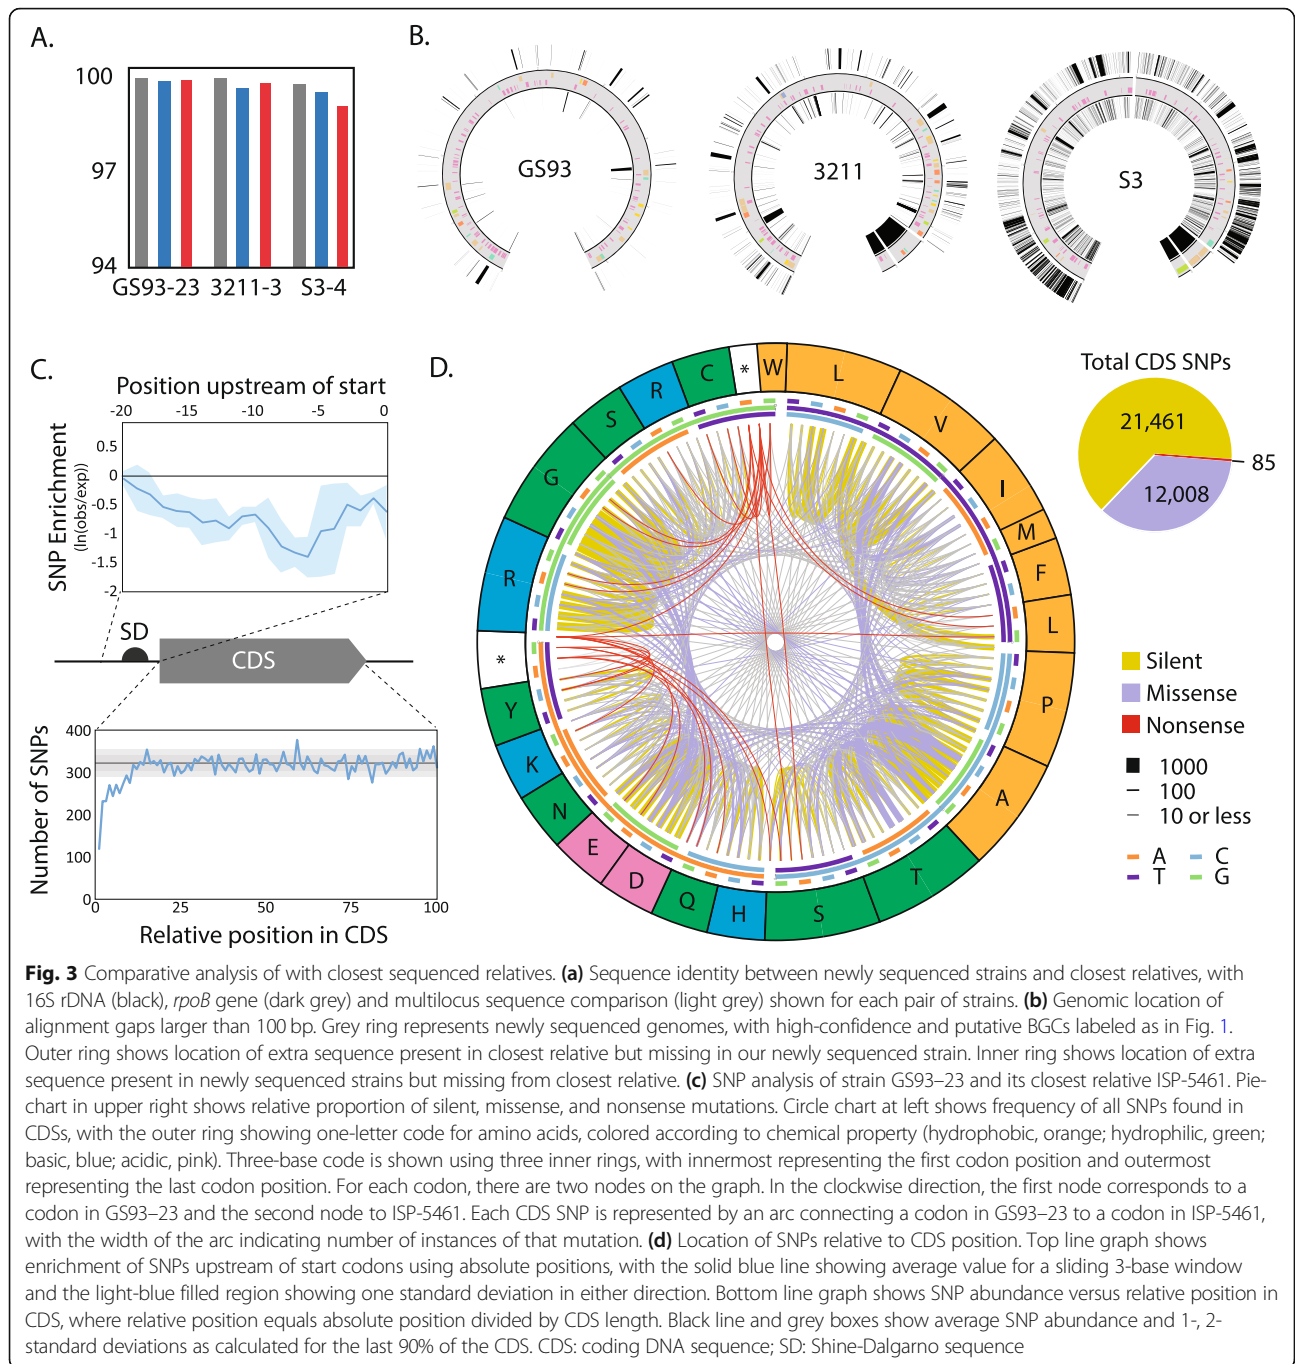 A.
100
97
94
GS93-23 3211-3 S3-4
B.
GS93
3211
S3
C.
Position upstream of start
-20 -15 -10 -5 0
SNP Enrichment
(ln(obs/exp))
0.5
0
-0.5
-1
-1.5
-2
SD
CDS
Number of SNPs
400
300
200
100
0
0 25 50 75 100
Relative position in CDS
D.
W
L
V
I
M
F
L
P
A
T
S
H
Q
D
E
N
K
Y
*
R
G
S
R
C
*
Total CDS SNPs
21,461
85
12,008
Silent
Missense
Nonsense
1000
100
10 or less
A C
T G
Fig. 3 Comparative analysis of with closest sequenced relatives. (a) Sequence identity between newly sequenced strains and closest relatives, with
16S rDNA (black), rpoB gene (dark grey) and multilocus sequence comparison (light grey) shown for each pair of strains. (b) Genomic location of
alignment gaps larger than 100 bp. Grey ring represents newly sequenced genomes, with high-confidence and putative BGCs labeled as in Fig. 1.
Outer ring shows location of extra sequence present in closest relative but missing in our newly sequenced strain. Inner ring shows location of extra
sequence present in newly sequenced strains but missing from closest relative. (c) SNP analysis of strain GS93–23 and its closest relative ISP-5461. Pie-
chart in upper right shows relative proportion of silent, missense, and nonsense mutations. Circle chart at left shows frequency of all SNPs found in
CDSs, with the outer ring showing one-letter code for amino acids, colored according to chemical property (hydrophobic, orange; hydrophilic, green;
basic, blue; acidic, pink). Three-base code is shown using three inner rings, with innermost representing the first codon position and outermost
representing the last codon position. For each codon, there are two nodes on the graph. In the clockwise direction, the first node corresponds to a
codon in GS93–23 and the second node to ISP-5461. Each CDS SNP is represented by an arc connecting a codon in GS93–23 to a codon in ISP-5461,
with the width of the arc indicating number of instances of that mutation. (d) Location of SNPs relative to CDS position. Top line graph shows
enrichment of SNPs upstream of start codons using absolute positions, with the solid blue line showing average value for a sliding 3-base window
and the light-blue filled region showing one standard deviation in either direction. Bottom line graph shows SNP abundance versus relative position in
CDS, where relative position equals absolute position divided by CDS length. Black line and grey boxes show average SNP abundance and 1-, 2-
standard deviations as calculated for the last 90% of the CDS. CDS: coding DNA sequence; SD: Shine-Dalgarno sequence